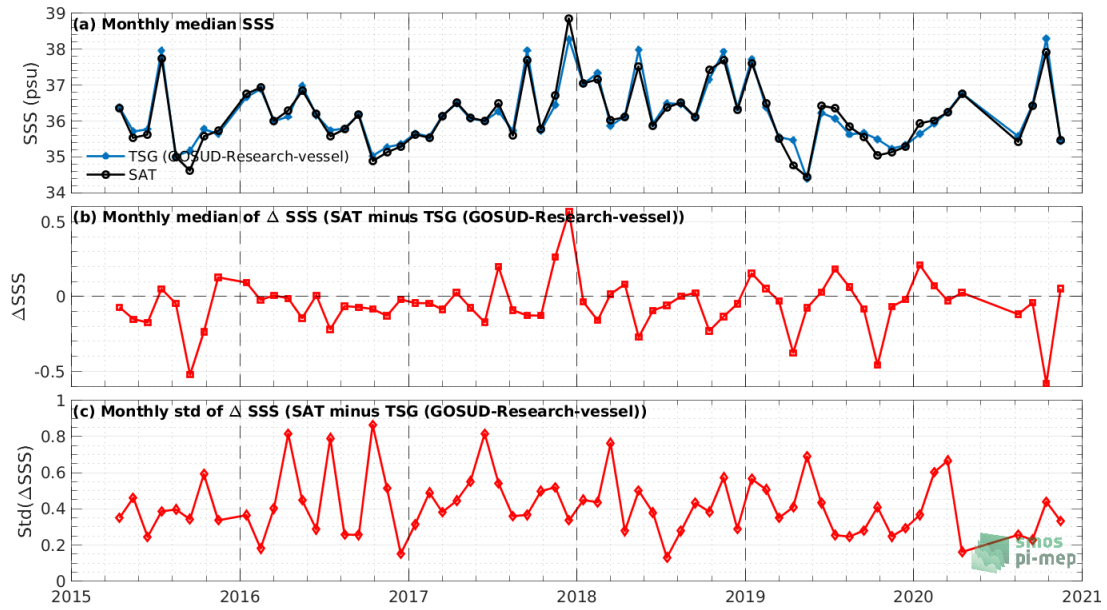 39
(a) Monthly median SSS
38
37
36
35
34
SSS (psu)
TSG (GOSUD-Research-vessel)
SAT
(b) Monthly median of Δ SSS (SAT minus TSG (GOSUD-Research-vessel))
0.5
0
-0.5
ΔSSS
1
(c) Monthly std of Δ SSS (SAT minus TSG (GOSUD-Research-vessel))
0.8
0.6
0.4
0.2
0
Std(ΔSSS)
smos
pi-mep
2015 2016 2017 2018 2019 2020 2021